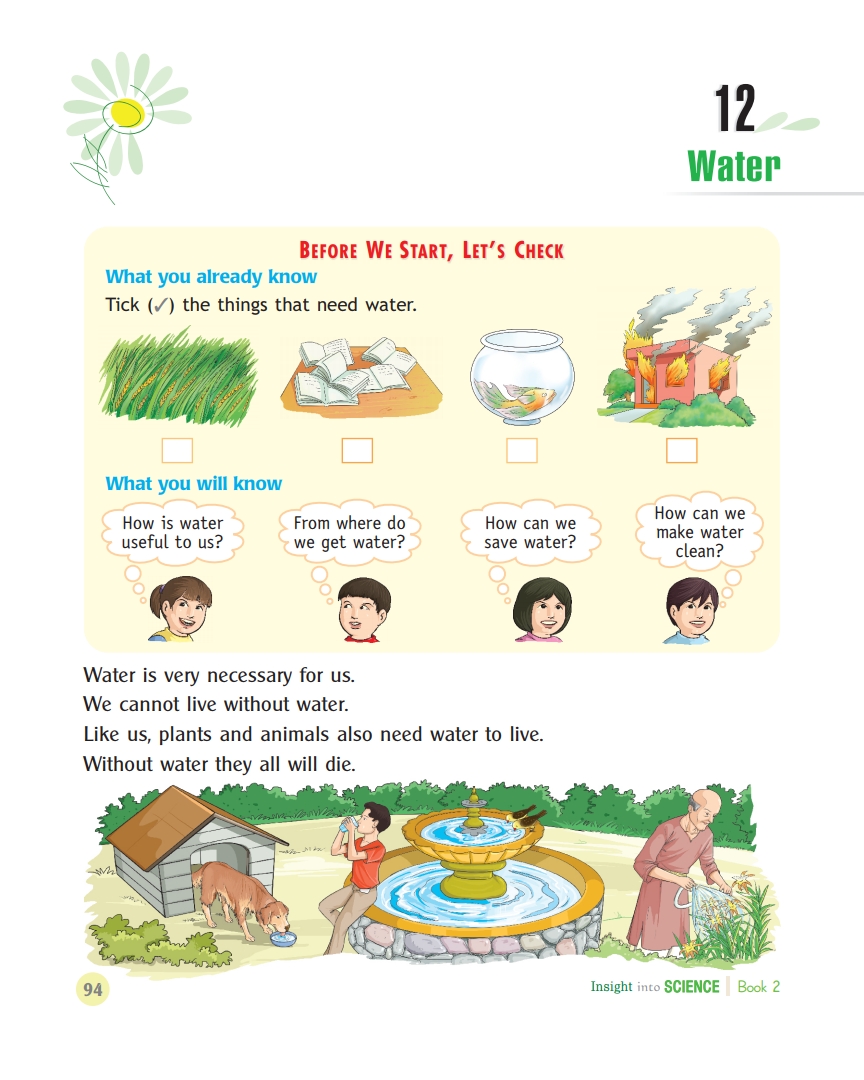 12
Water
BEFORE WE START, LET'S CHECK
What you already know
Tick (✓) the things that need water.
What you will know
How is water
useful to us?
From where do
we get water?
How can we
save water?
How can we
make water
clean?
Water is very necessary for us.
We cannot live without water.
Like us, plants and animals also need water to live.
Without water they all will die.
94
Insight into SCIENCE | Book 2